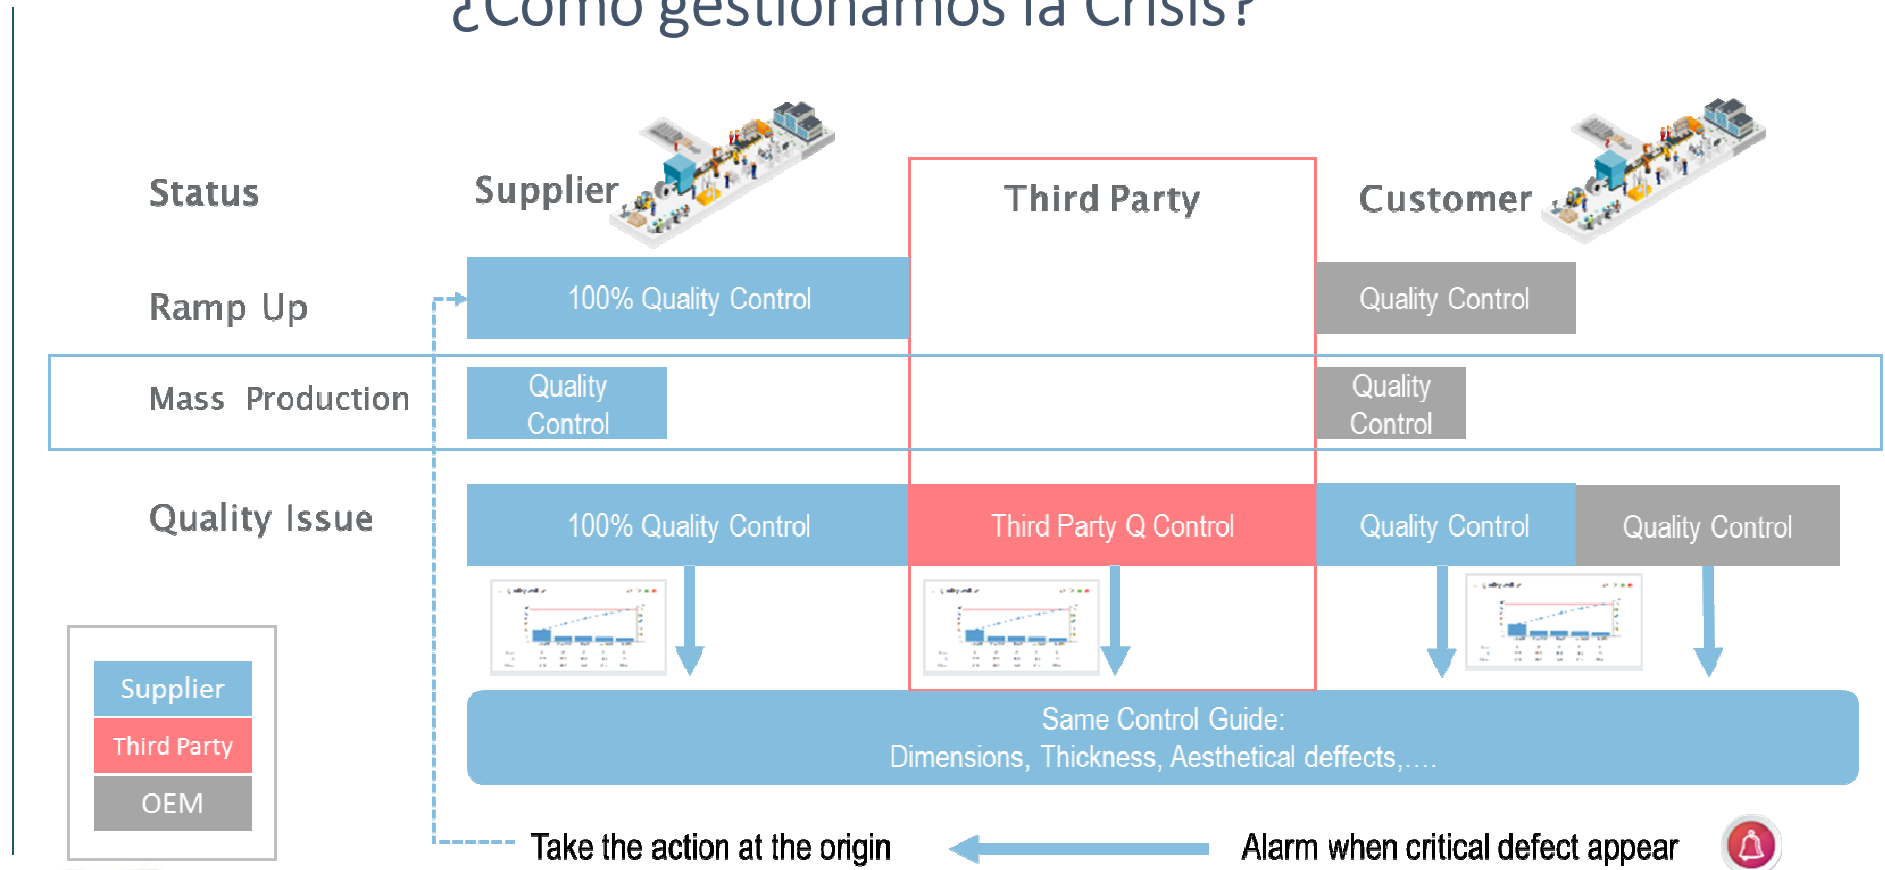 ¿Cómo gestionamos la Crisis?
Status
Supplier
Third Party
Customer
Ramp Up
100% Quality Control
Quality Control
Mass Production
Quality
Control
Quality
Control
Quality Issue
100% Quality Control
Third Party Q Control
Quality Control
Quality Control
Supplier
Third Party
OEM
Same Control Guide:
Dimensions, Thickness, Aesthetical deffects,....
Take the action at the origin
Alarm when critical defect appear